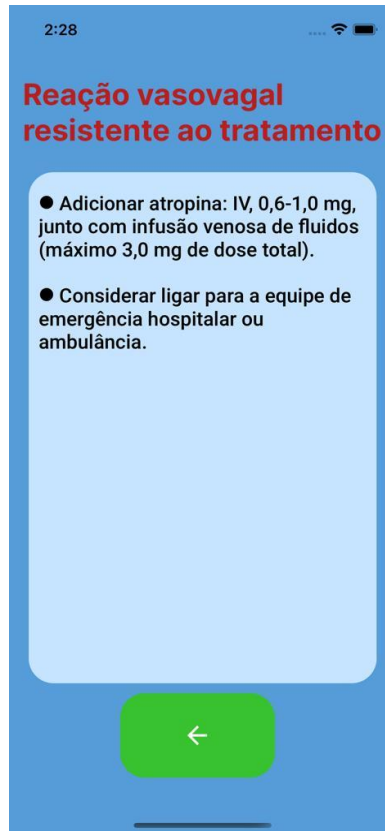 2:28
Reação vasovagal
resistente ao tratamento
● Adicionar atropina: IV, 0,6-1,0 mg,
junto com infusão venosa de fluidos
(máximo 3,0 mg de dose total).
● Considerar ligar para a equipe de
emergência hospitalar ou
ambulância.